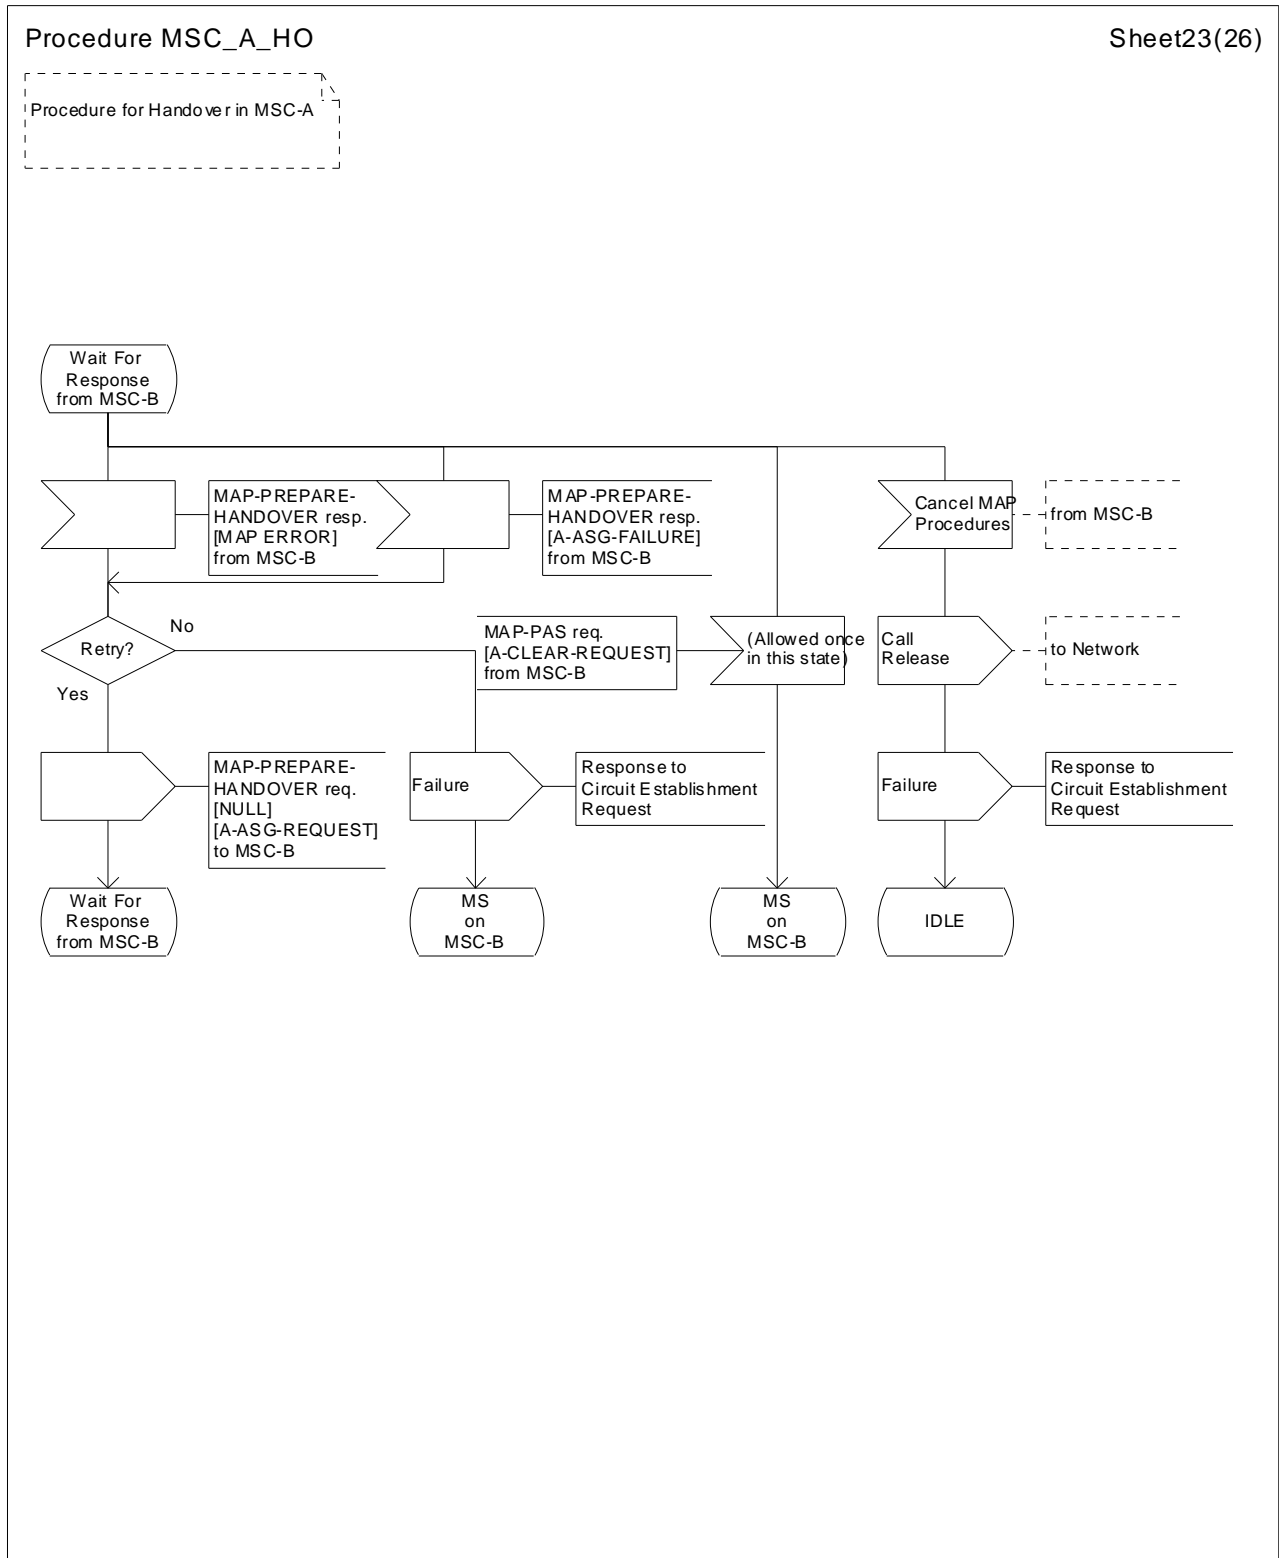 Procedure MSC_A_HO
Sheet23(26)
Procedure for Handover in MSC-A
Wait For
Response
from MSC-B
MAP-PREPARE-
HANDOVER resp.
[MAP ERROR]
from MSC-B
MAP-PREPARE-
HANDOVER resp.
[A-ASG-FAILURE]
from MSC-B
Cancel MAP
Procedures
from MSC-B
Retry?
No
Yes
MAP-PAS req.
[A-CLEAR-REQUEST]
from MSC-B
(Allowed once
in this state)
Call
Release
to Network
MAP-PREPARE-
HANDOVER req.
[NULL]
[A-ASG-REQUEST]
to MSC-B
Failure
Response to
Circuit Establishment
Request
Failure
Response to
Circuit Establishment
Request
Wait For
Response
from MSC-B
MS
on
MSC-B
MS
on
MSC-B
IDLE